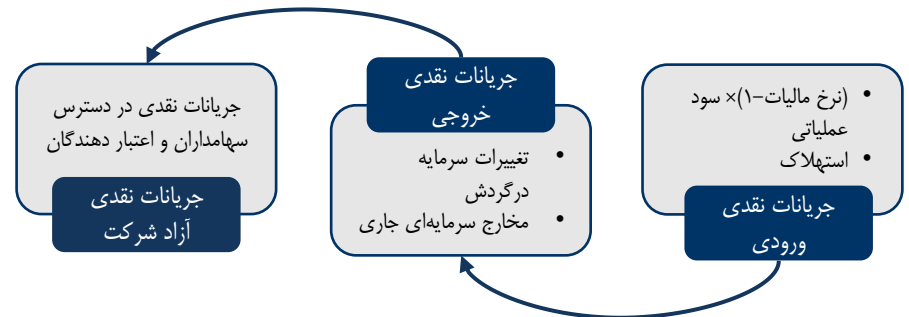 (نرخ مالیات–۱)× سود
عملیاتی
استهلاک
جریانات نقدی
ورودی
جریانات نقدی
خروجی
تغییرات سرمایه
درگردش
مخارج سرمایه‌ای جاری
جریانات نقدی در دسترس
سهامداران و اعتبار دهندگان
جریانات نقدی
آزاد شرکت